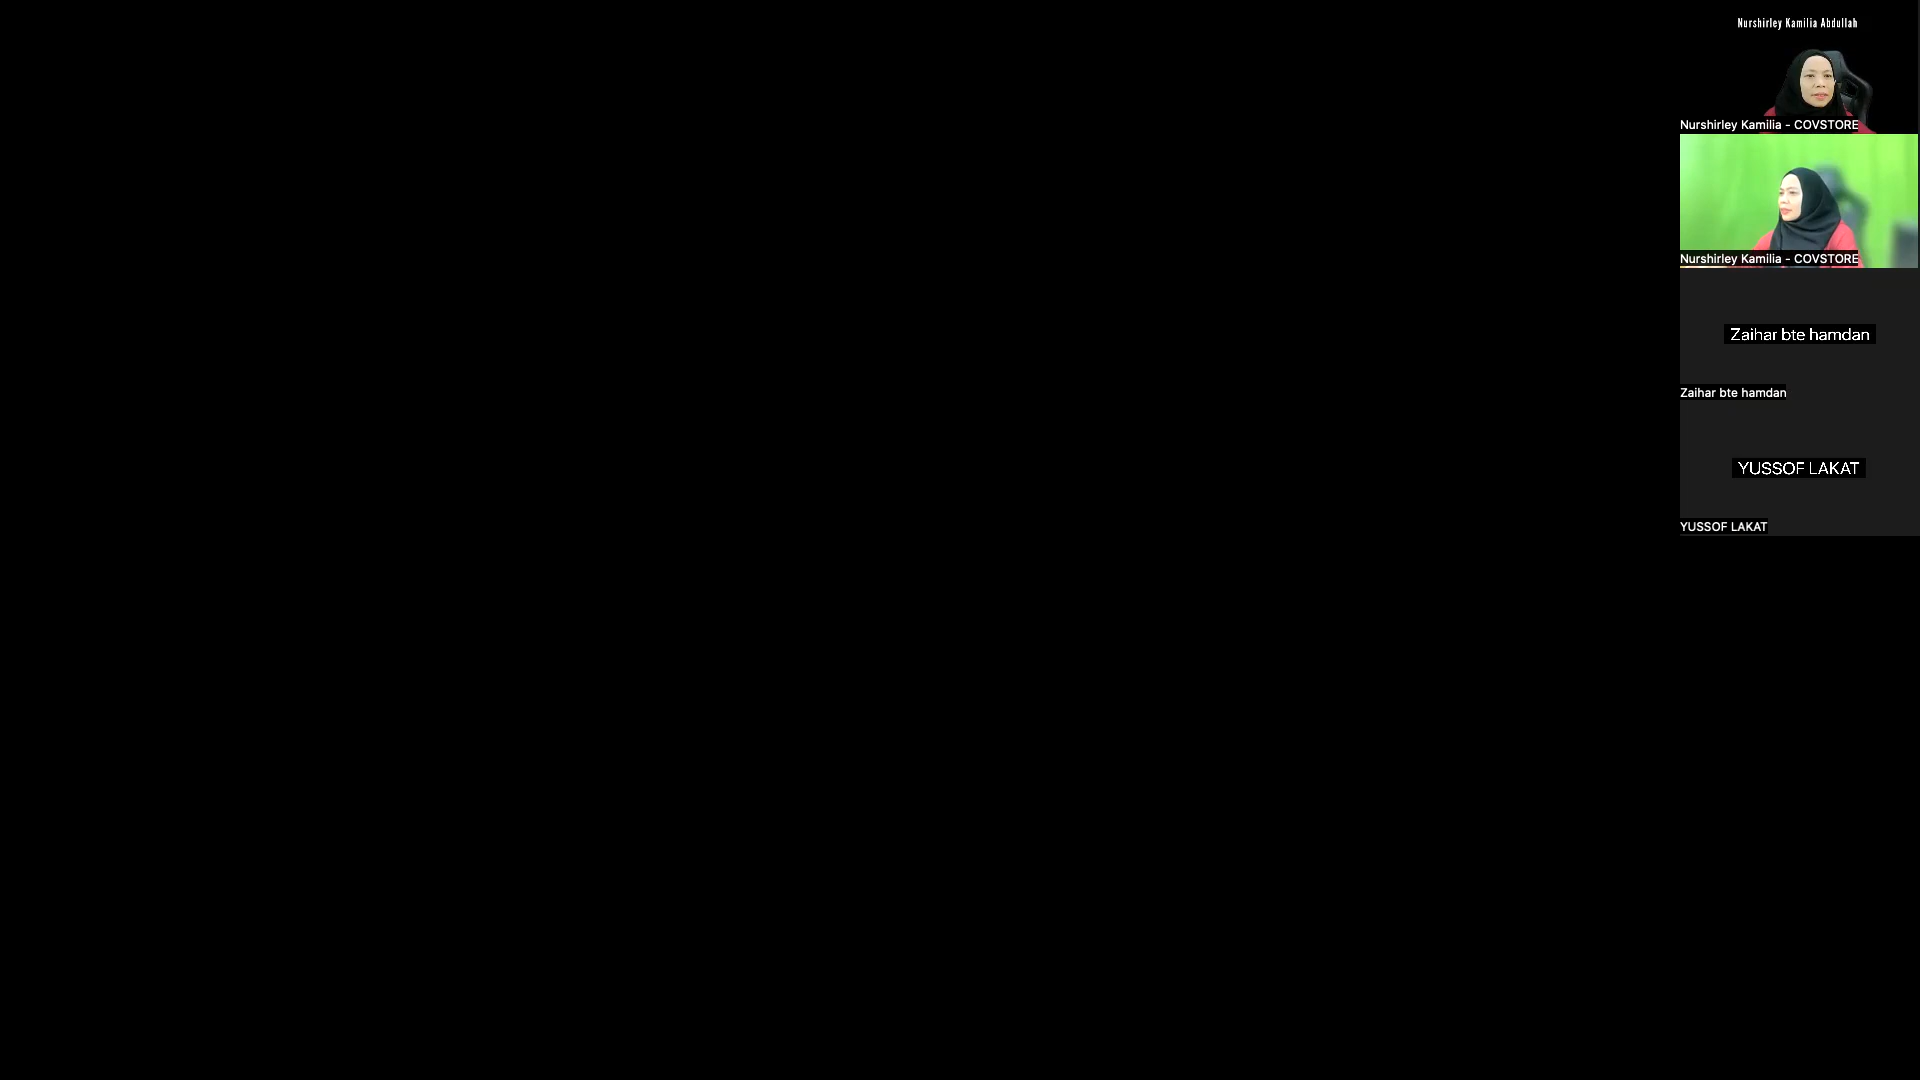 Nurshirley Kamilia Abdullah
Nurshirley Kamilia - COVSTORE
Nurshirley Kamilia - COVSTORE
Zaihar bte hamdan
Zaihar bte hamdan
YUSSOF LAKAT
YUSSOF LAKAT